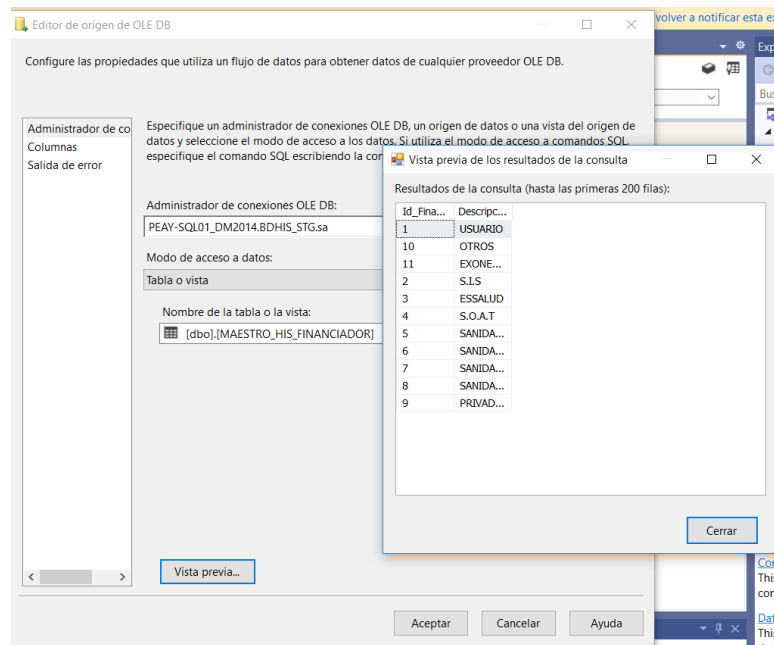 Editor de origen de OLE DB
volver a notificar esta
Configure las propiedades que utiliza un flujo de datos para obtener datos de cualquier proveedor OLE DB.
Administrador de co
Columnas
Salida de error
Especifique un administrador de conexiones OLE DB, un origen de datos o una vista del origen de
datos y seleccione el modo de acceso a los datos. Si utiliza el modo de acceso a comandos SQL,
especifique el comando SQL escribiendo la
Administrador de conexiones OLE DB:
PEAY-SQL01_DM2014.BDHIS_STG.sa
Modo de acceso a datos:
Tabla o vista
Nombre de la tabla o la vista:
[dbo].[MAESTRO_HIS_FINANCIADOR]
Vista previa...
Aceptar Cancelar Ayuda
Vista previa de los resultados de la consulta
Resultados de la consulta (hasta las primeras 200 filas):
Id_Fina... Descripc...
1 USUARIO
10 OTROS
11 EXONE...
2 S.I.S
3 ESSALUD
4 S.O.A.T
5 SANIDA...
6 SANIDA...
7 SANIDA...
8 SANIDA...
9 PRIVAD...
Cerrar
Exp
Bus
Cor
This
cor
Dat
This